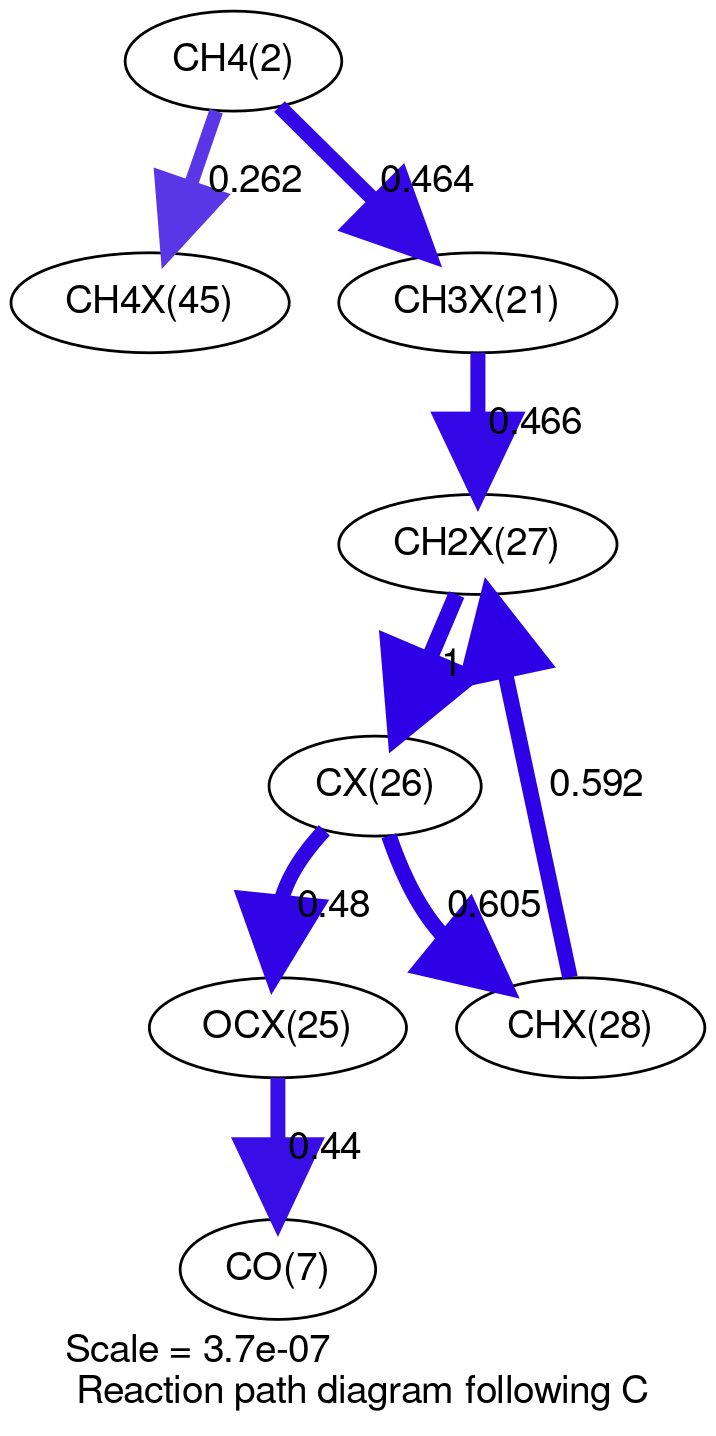 CH4(2)
0.262
0.464
CH4X(45)
CH3X(21)
0.466
CH2X(27)
1
CX(26)
0.592
0.48
0.605
OCX(25)
CHX(28)
0.44
CO(7)
Scale = 3.7e-07
Reaction path diagram following C